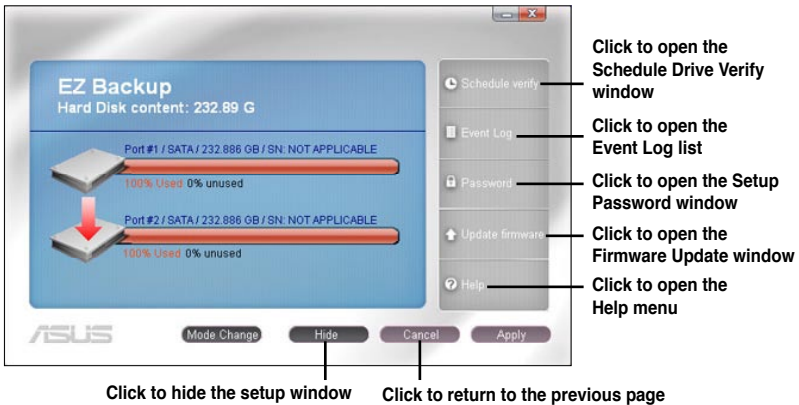 EZ Backup
Hard Disk content: 232.89 G
Port #1 / SATA / 232.886 GB / SN: NOT APPLICABLE
100% Used 0% unused
Port #2 / SATA / 232.886 GB / SN: NOT APPLICABLE
100% Used 0% unused
Schedule verify
Event Log
Password
Update firmware
Help
ASUS
Mode Change
Hide
Cancel
Apply
Click to open the
Schedule Drive Verify
window
Click to open the
Event Log list
Click to open the Setup
Password window
Click to open the
Firmware Update window
Click to open the
Help menu
Click to hide the setup window
Click to return to the previous page